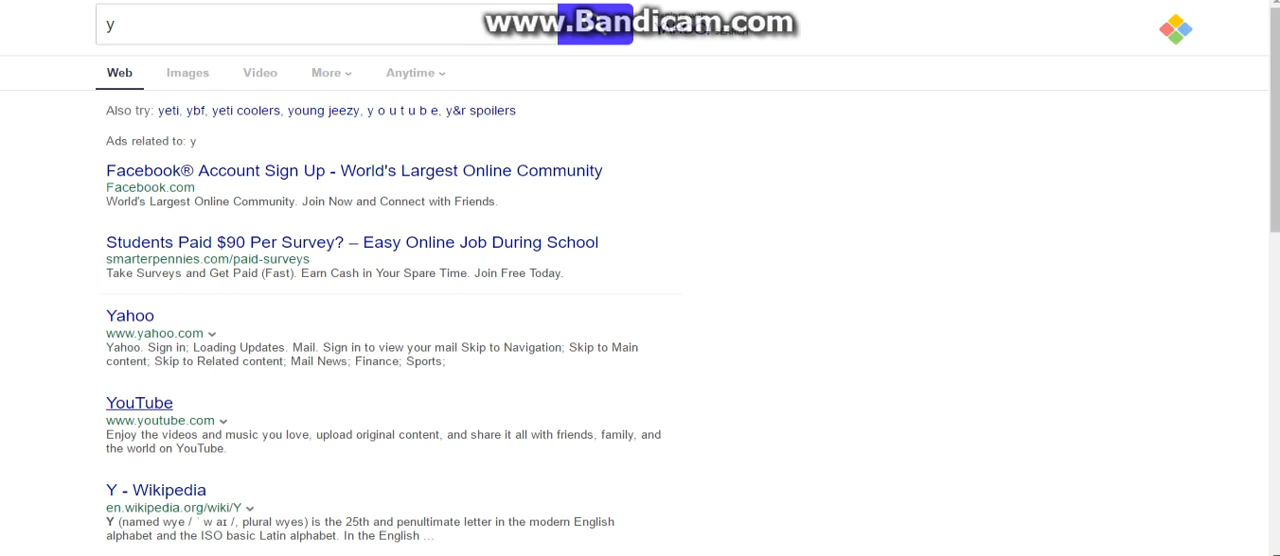 www.Bandicam.com
y
Web Images Video More Anytime
Also try: yeti, ybf, yeti coolers, young jeezy, y o u t u b e, y&r spoilers
Ads related to: y
Facebook® Account Sign Up - World's Largest Online Community
Facebook.com
World's Largest Online Community. Join Now and Connect with Friends.
Students Paid $90 Per Survey? – Easy Online Job During School
smarterpennies.com/paid-surveys
Take Surveys and Get Paid (Fast). Earn Cash in Your Spare Time. Join Free Today.
Yahoo
www.yahoo.com
Yahoo. Sign in; Loading Updates. Mail. Sign in to view your mail Skip to Navigation; Skip to Main
content; Skip to Related content; Mail News; Finance; Sports;
YouTube
www.youtube.com
Enjoy the videos and music you love, upload original content, and share it all with friends, family, and
the world on YouTube.
Y - Wikipedia
en.wikipedia.org/wiki/Y
Y (named wye / ˈ w aɪ /, plural wyes) is the 25th and penultimate letter in the modern English
alphabet and the ISO basic Latin alphabet. In the English ...